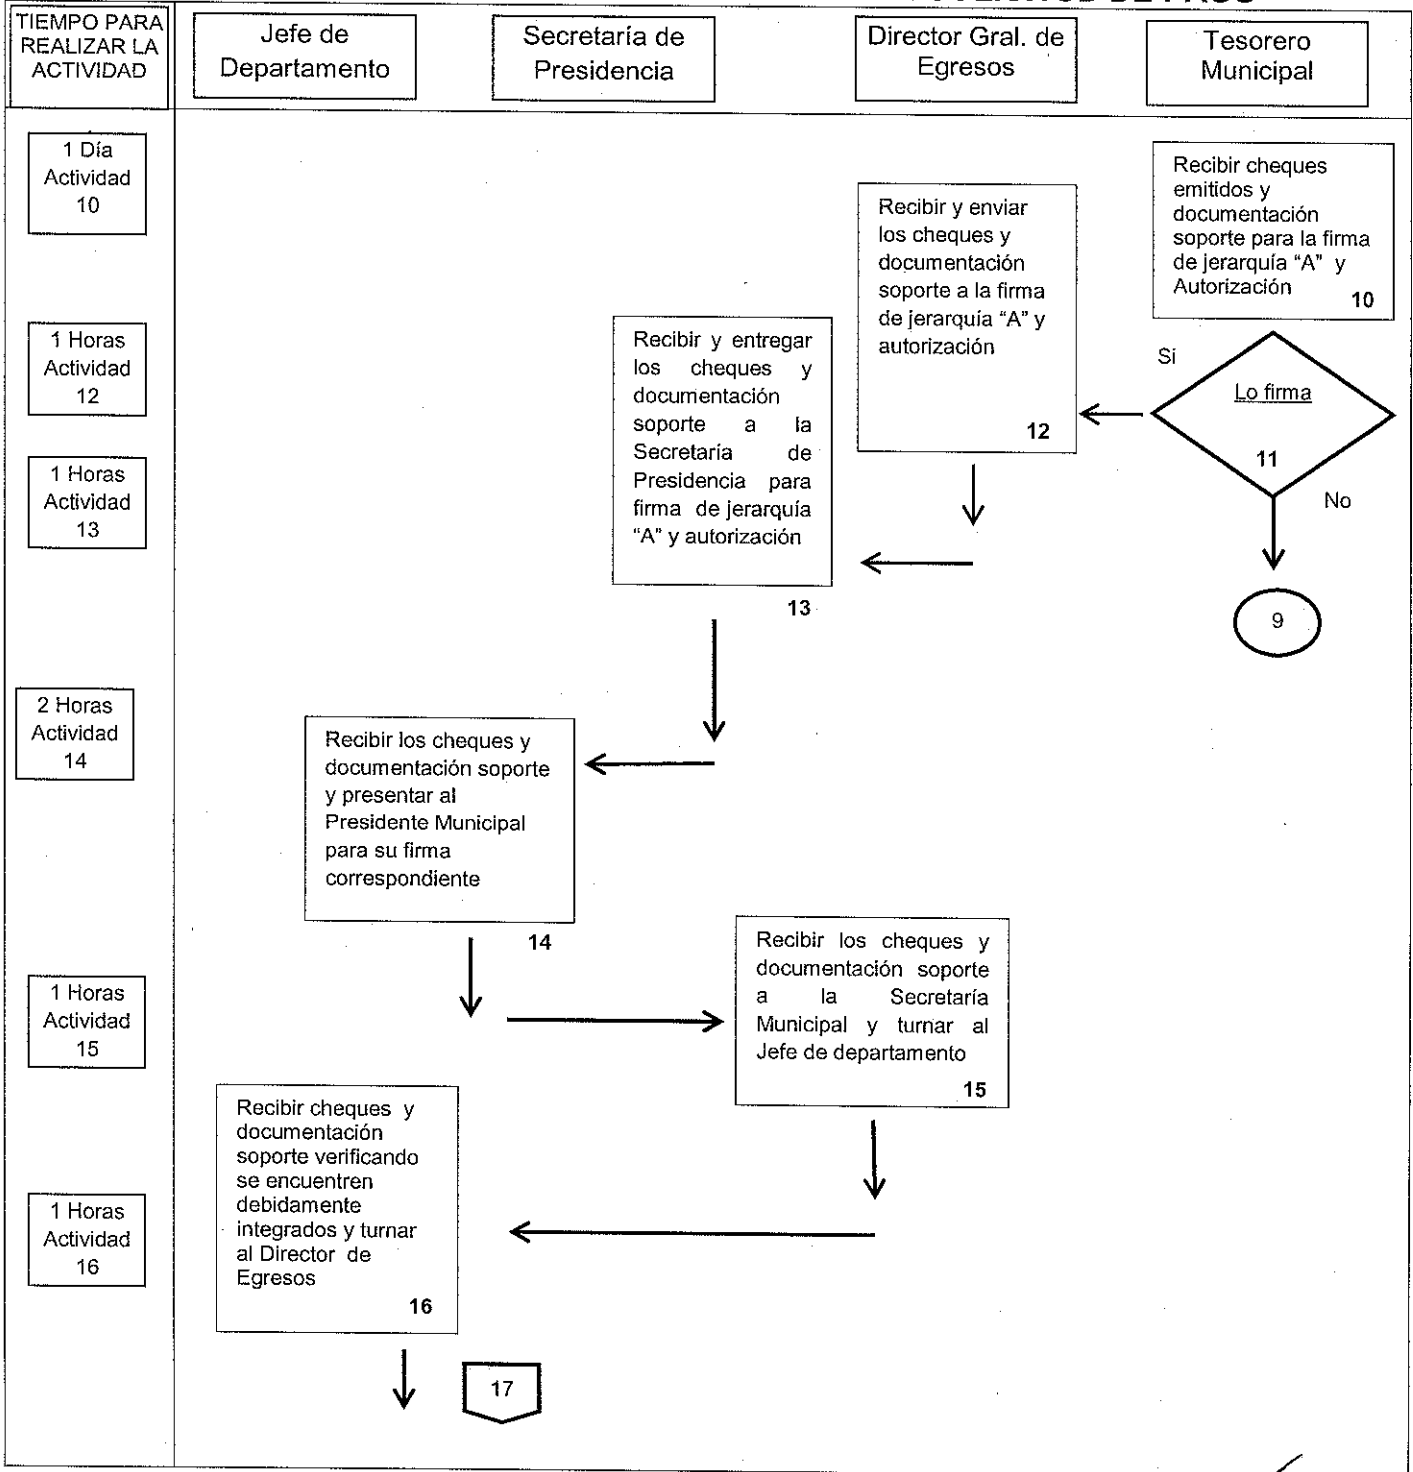 TIEMPO PARA
REALIZAR LA
ACTIVIDAD
Jefe de
Departamento
Secretaría de
Presidencia
Director Gral. de
Egresos
Tesorero
Municipal
1 Día
Actividad
10
Recibir cheques
emitidos y
documentación
soporte para la firma
de jerarquía “A” y
Autorización
10
Recibir y enviar
los cheques y
documentación
soporte a la firma
de jerarquía “A” y
autorización
12
1 Horas
Actividad
12
Recibir y entregar
los cheques y
documentación
soporte a la
Secretaría de
Presidencia para
firma de jerarquía
“A” y autorización
13
Si
Lo firma
11
No
9
1 Horas
Actividad
13
2 Horas
Actividad
14
Recibir los cheques y
documentación soporte
y presentar al
Presidente Municipal
para su firma
correspondiente
14
Recibir los cheques y
documentación soporte
a la Secretaría
Municipal y turnar al
Jefe de departamento
15
1 Horas
Actividad
15
Recibir cheques y
documentación
soporte verificando
se encuentren
debidamente
integrados y turnar
al Director de
Egresos
16
1 Horas
Actividad
16
17